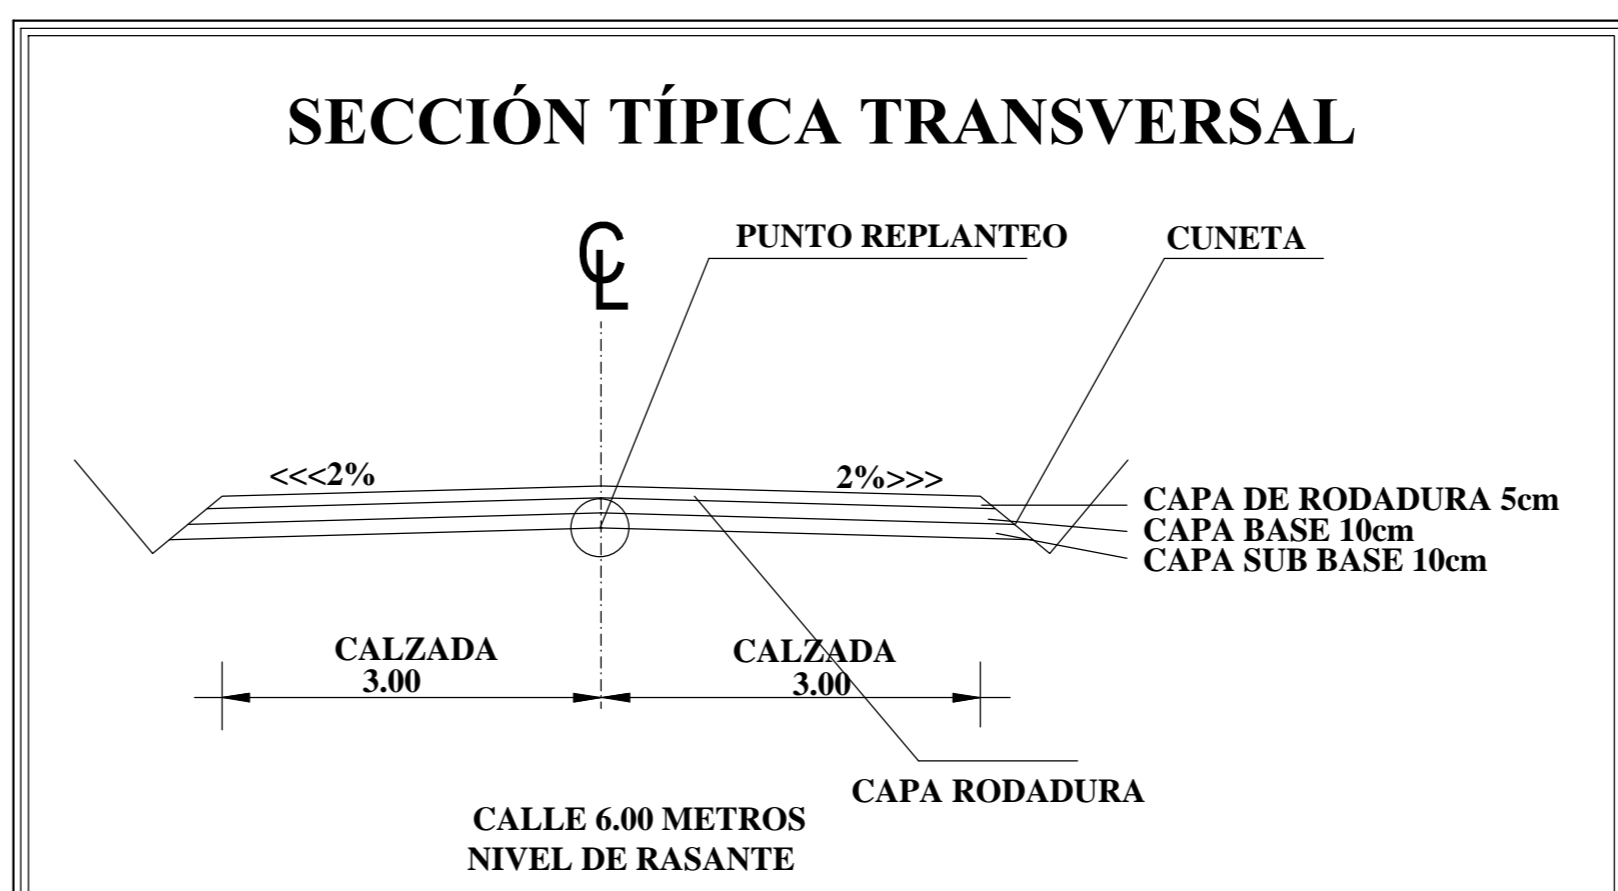 SECCIÓN TÍPICA TRANSVERSAL
CL
PUNTO REPLANTEO
CUNETA
<<<2%
2%>>>
CAPA DE RODADURA 5cm
CAPA BASE 10cm
CAPA SUB BASE 10cm
CALZADA
3.00
CALZADA
3.00
CAPA RODADURA
CALLE 6.00 METROS
NIVEL DE RASANTE